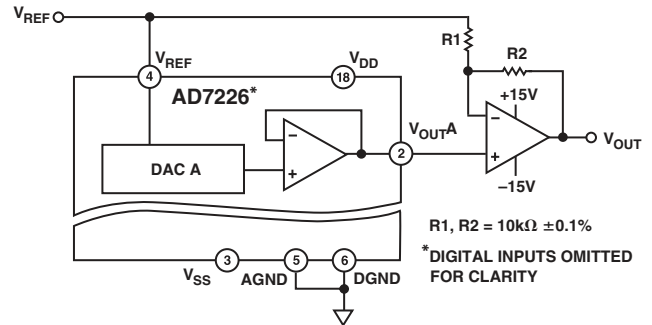 VREF
R1
R2
VREF
VDD
4
18
AD7226*
+15V
VOUTA
VOUT
–
+
–
+
2
DAC A
–15V
R1, R2 = 10kΩ ±0.1%
*DIGITAL INPUTS OMITTED
FOR CLARITY
3
5
6
VSS
AGND
DGND